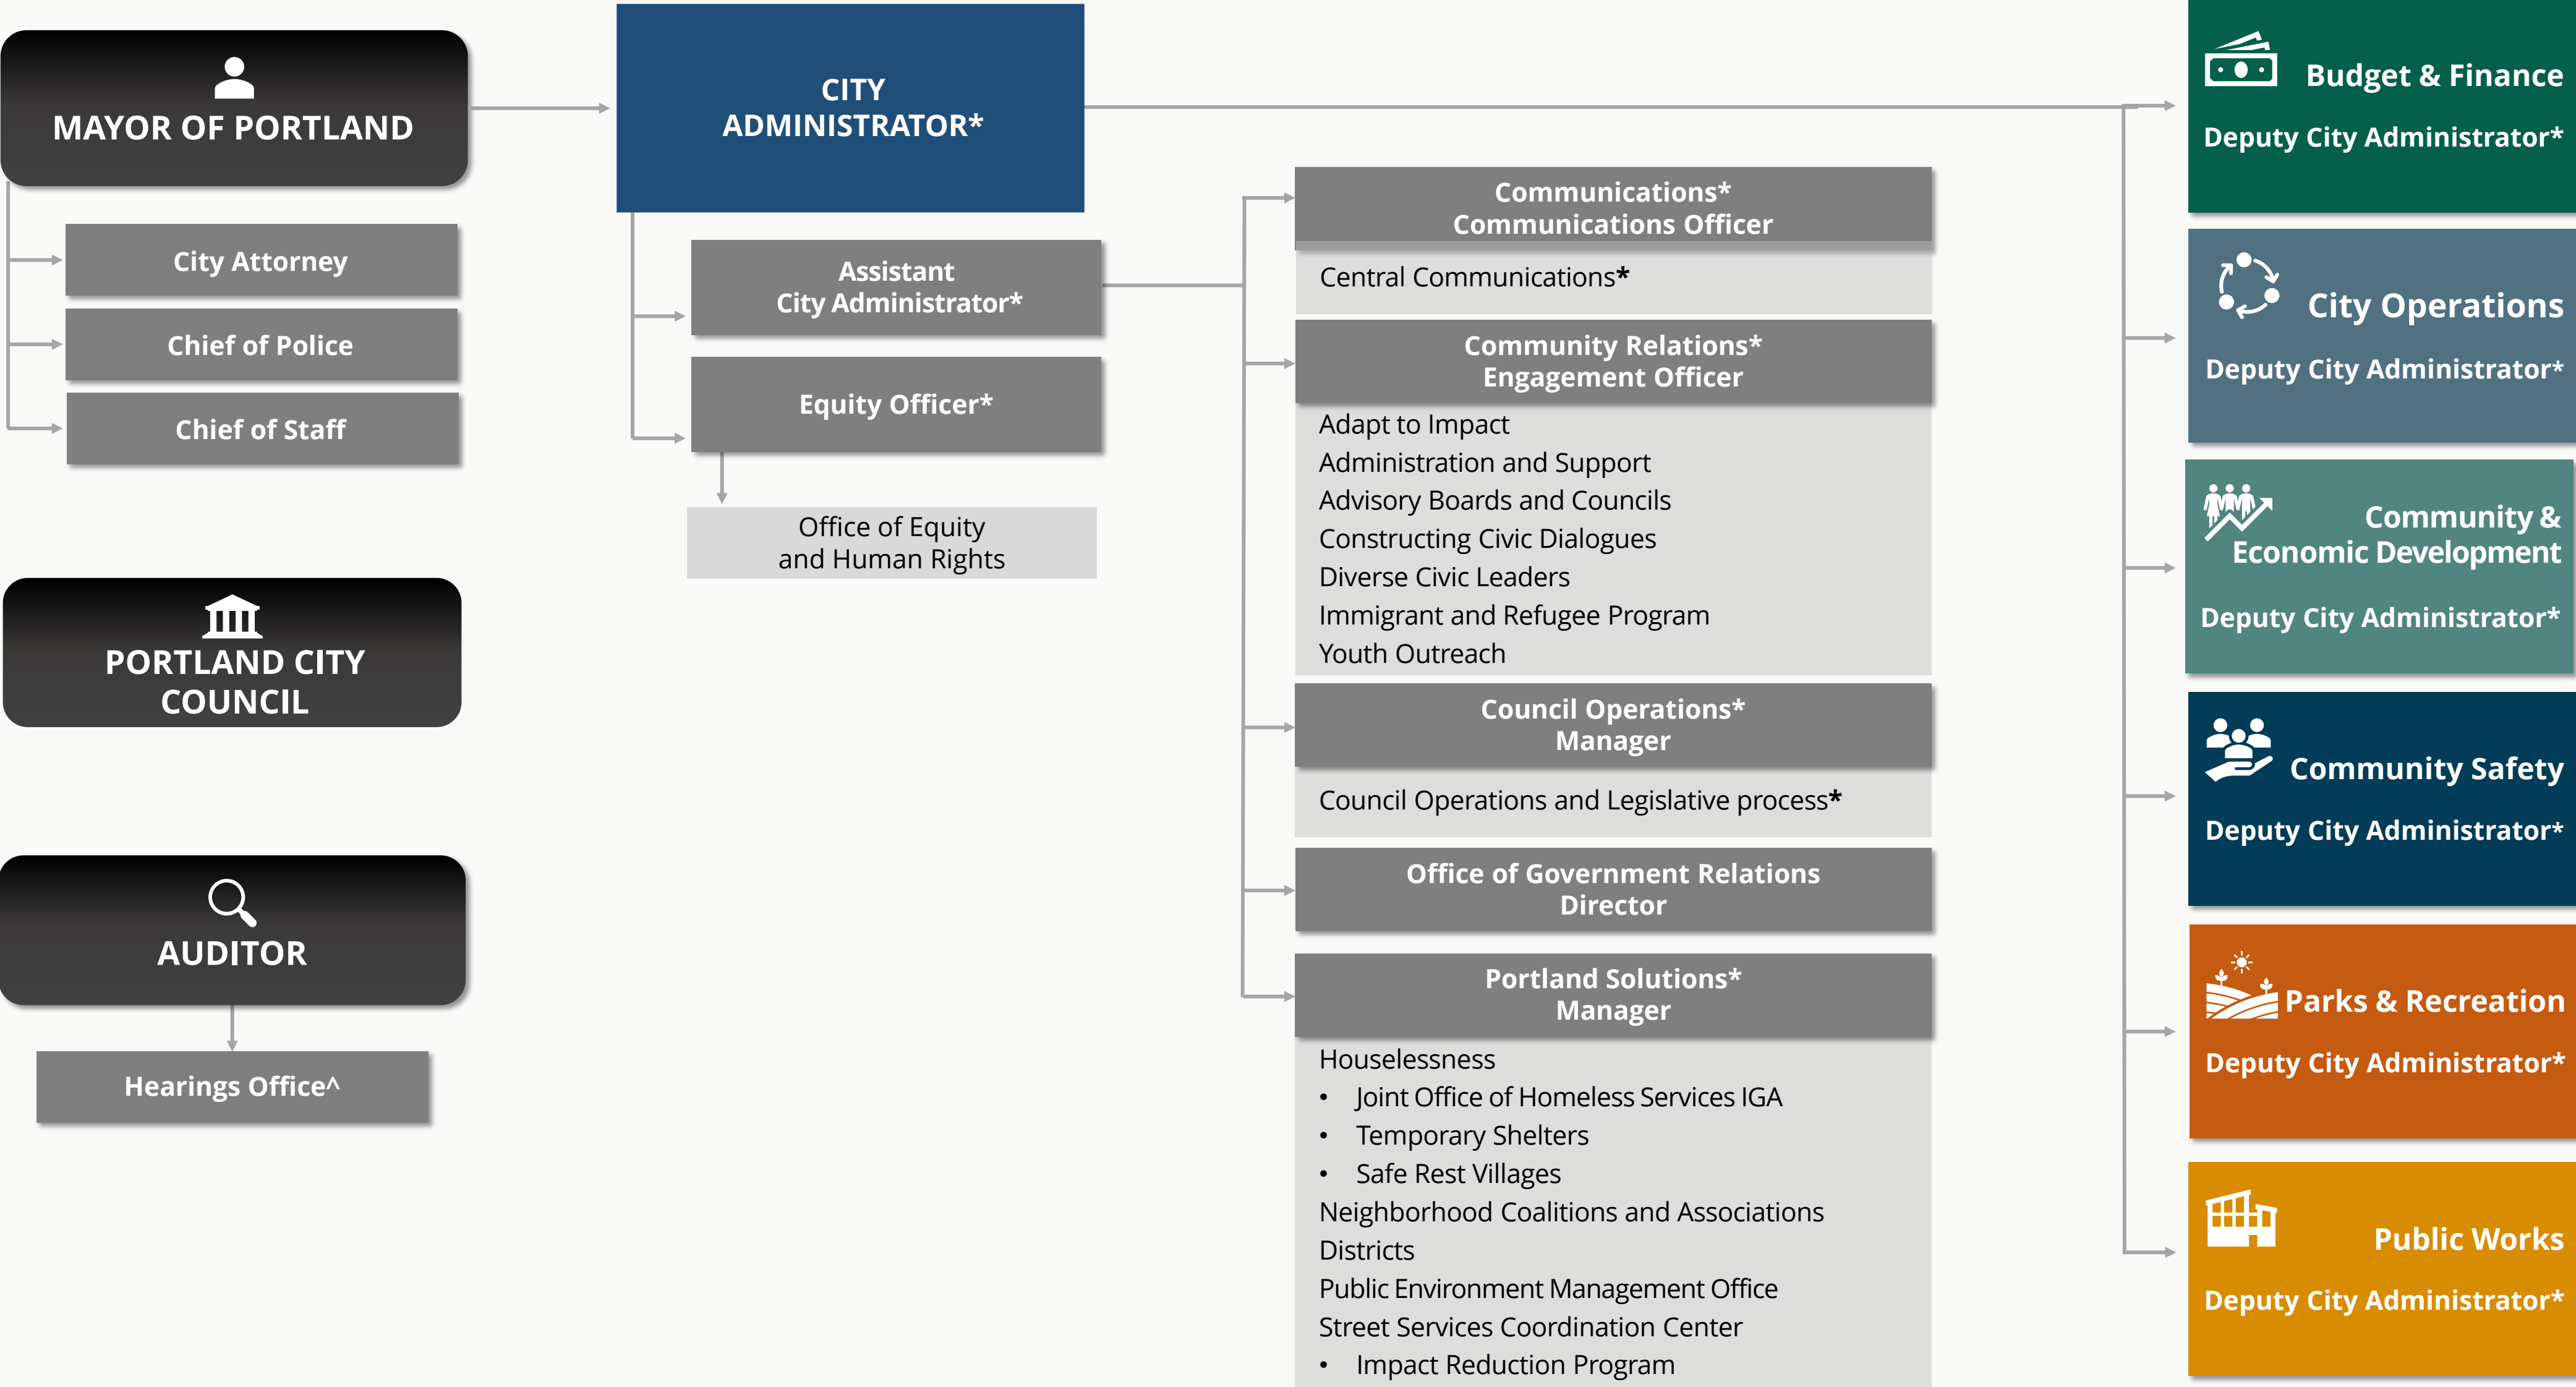 MAYOR OF PORTLAND
City Attorney
Chief of Police
Chief of Staff
PORTLAND CITY
COUNCIL
AUDITOR
Hearings Office^
CITY
ADMINISTRATOR*
Assistant
City Administrator*
Equity Officer*
Office of Equity
and Human Rights
Communications*
Communications Officer
Central Communications*
Community Relations*
Engagement Officer
Adapt to Impact
Administration and Support
Advisory Boards and Councils
Constructing Civic Dialogues
Diverse Civic Leaders
Immigrant and Refugee Program
Youth Outreach
Council Operations*
Manager
Council Operations and Legislative process*
Office of Government Relations
Director
Portland Solutions*
Manager
Houselessness
• Joint Office of Homeless Services IGA
• Temporary Shelters
• Safe Rest Villages
Neighborhood Coalitions and Associations
Districts
Public Environment Management Office
Street Services Coordination Center
• Impact Reduction Program
Budget & Finance
Deputy City Administrator*
City Operations
Deputy City Administrator*
Community &
Economic Development
Deputy City Administrator*
Community Safety
Deputy City Administrator*
Parks & Recreation
Deputy City Administrator*
Public Works
Deputy City Administrator*